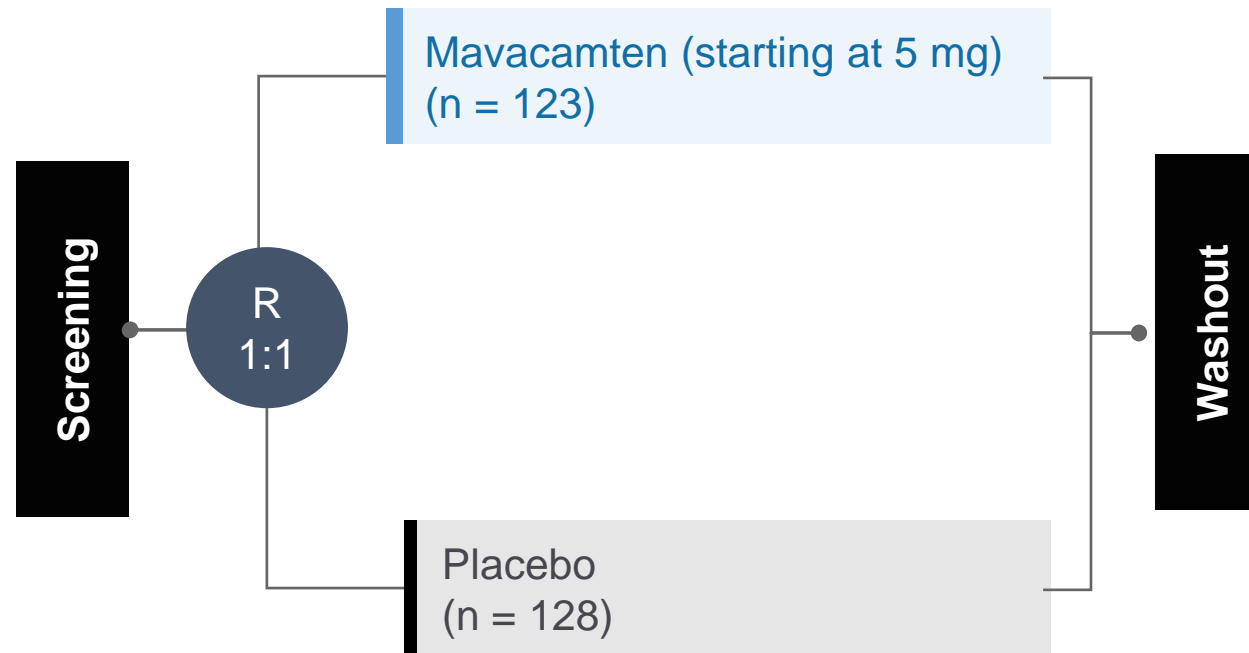 Screening
R
1:1
Mavacamten (starting at 5 mg)
(n = 123)
Placebo
(n = 128)
Washout